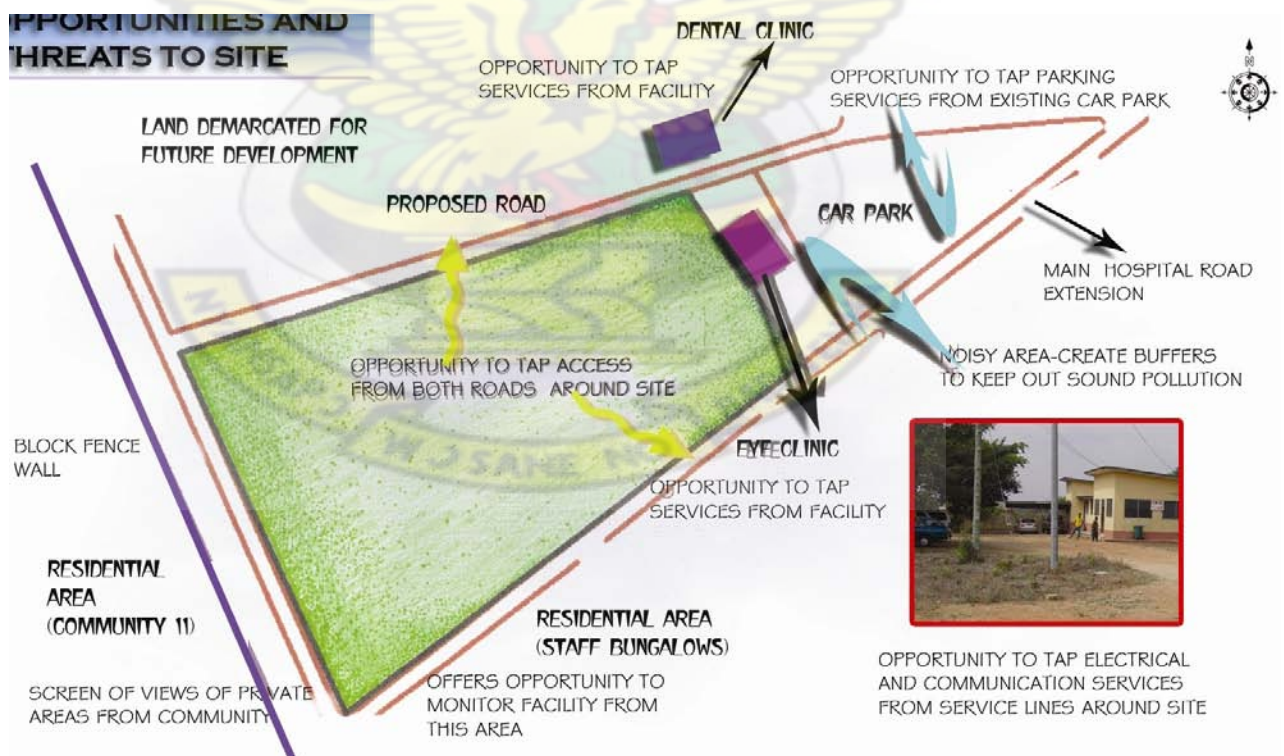 PPORTUNITIES AND
THREATS TO SITE
DENTAL CLINIC
OPPORTUNITY TO TAP
SERVICES FROM FACILITY
OPPORTUNITY TO TAP PARKING
SERVICES FROM EXISTING CAR PARK
N
LAND DEMARCATED FOR
FUTURE DEVELOPMENT
PROPOSED ROAD
CAR PARK
MAIN HOSPITAL ROAD
EXTENSION
OPPORTUNITY TO TAP ACCESS
FROM BOTH ROADS AROUND SITE
NOISY AREA-CREATE BUFFERS
TO KEEP OUT SOUND POLLUTION
BLOCK FENCE
WALL
EYE CLINIC
OPPORTUNITY TO TAP
SERVICES FROM FACILITY
RESIDENTIAL
AREA
(COMMUNITY 11)
RESIDENTIAL AREA
(STAFF BUNGALOWS)
SCREEN OF VIEWS OF PRIVATE
AREAS FROM COMMUNITY
OFFERS OPPORTUNITY TO
MONITOR FACILITY FROM
THIS AREA
OPPORTUNITY TO TAP ELECTRICAL
AND COMMUNICATION SERVICES
FROM SERVICE LINES AROUND SITE
SANE NO